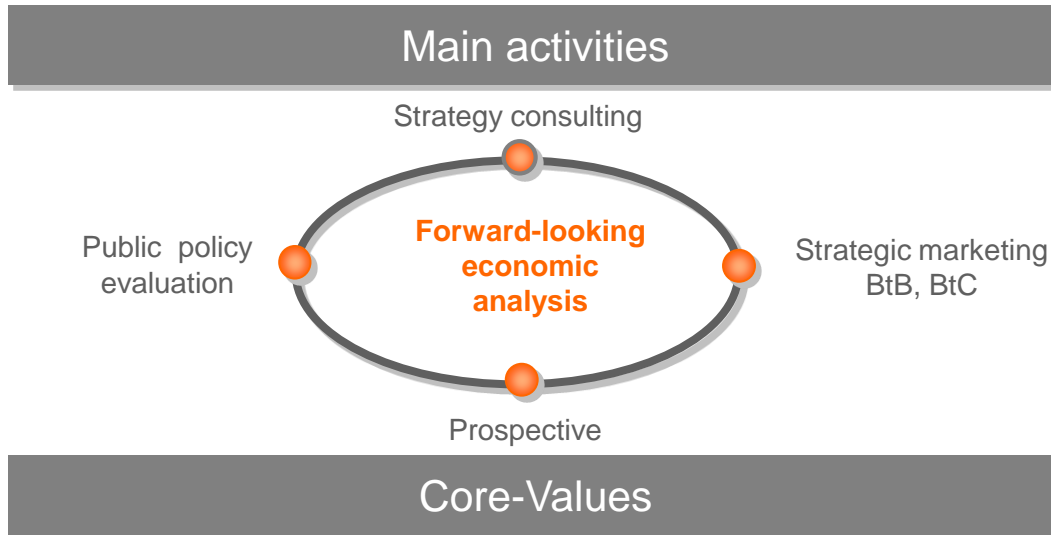 Main activities
Strategy consulting
Public policy
evaluation
Forward-looking
economic
analysis
Strategic marketing
BtB, BtC
Prospective
Core-Values